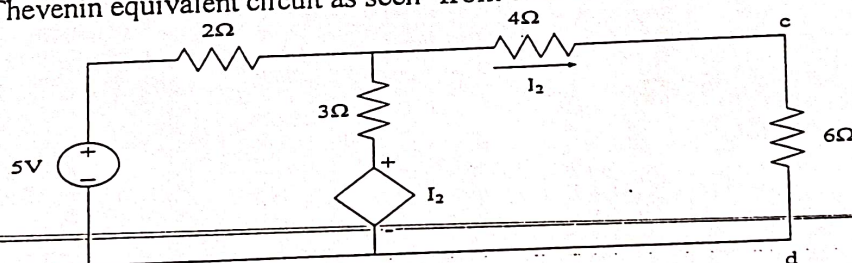 Thevenin equivalent circuit as seen from
2Ω
4Ω
c
I₂
3Ω
6Ω
5V
+
−
+
I₂
-
d